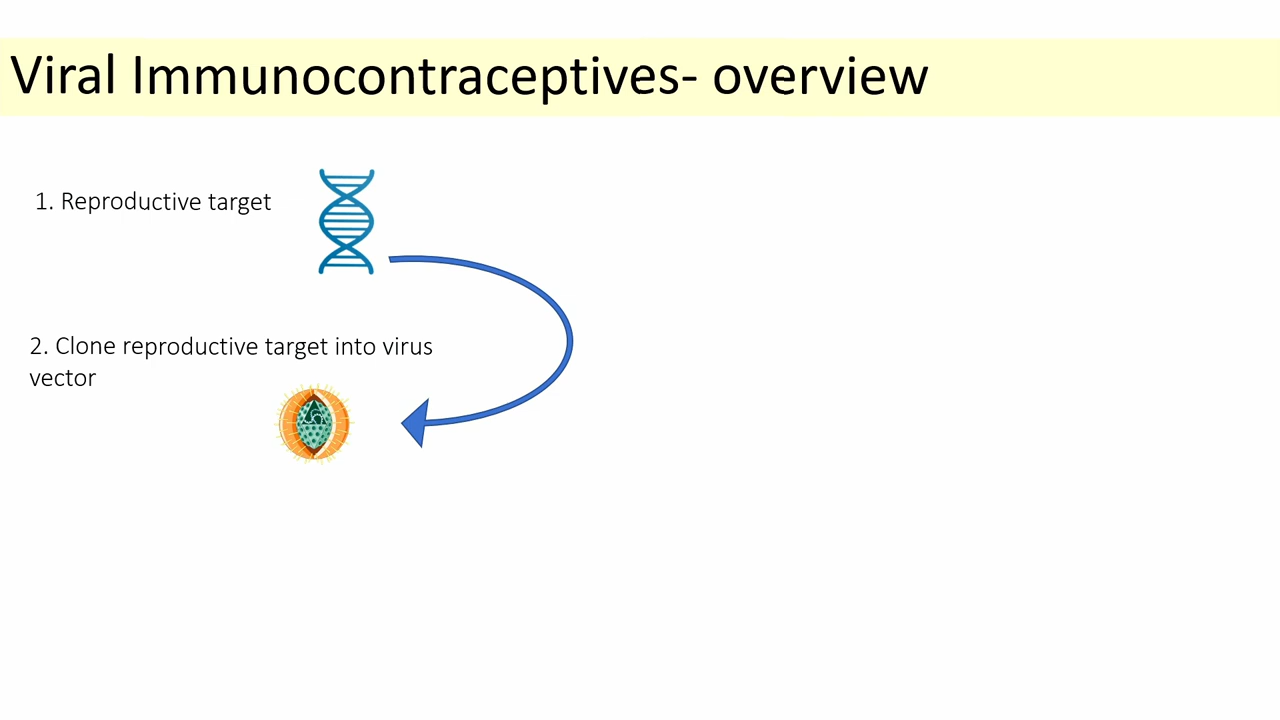 Viral Immunocontraceptives- overview
1. Reproductive target
2. Clone reproductive target into virus
vector